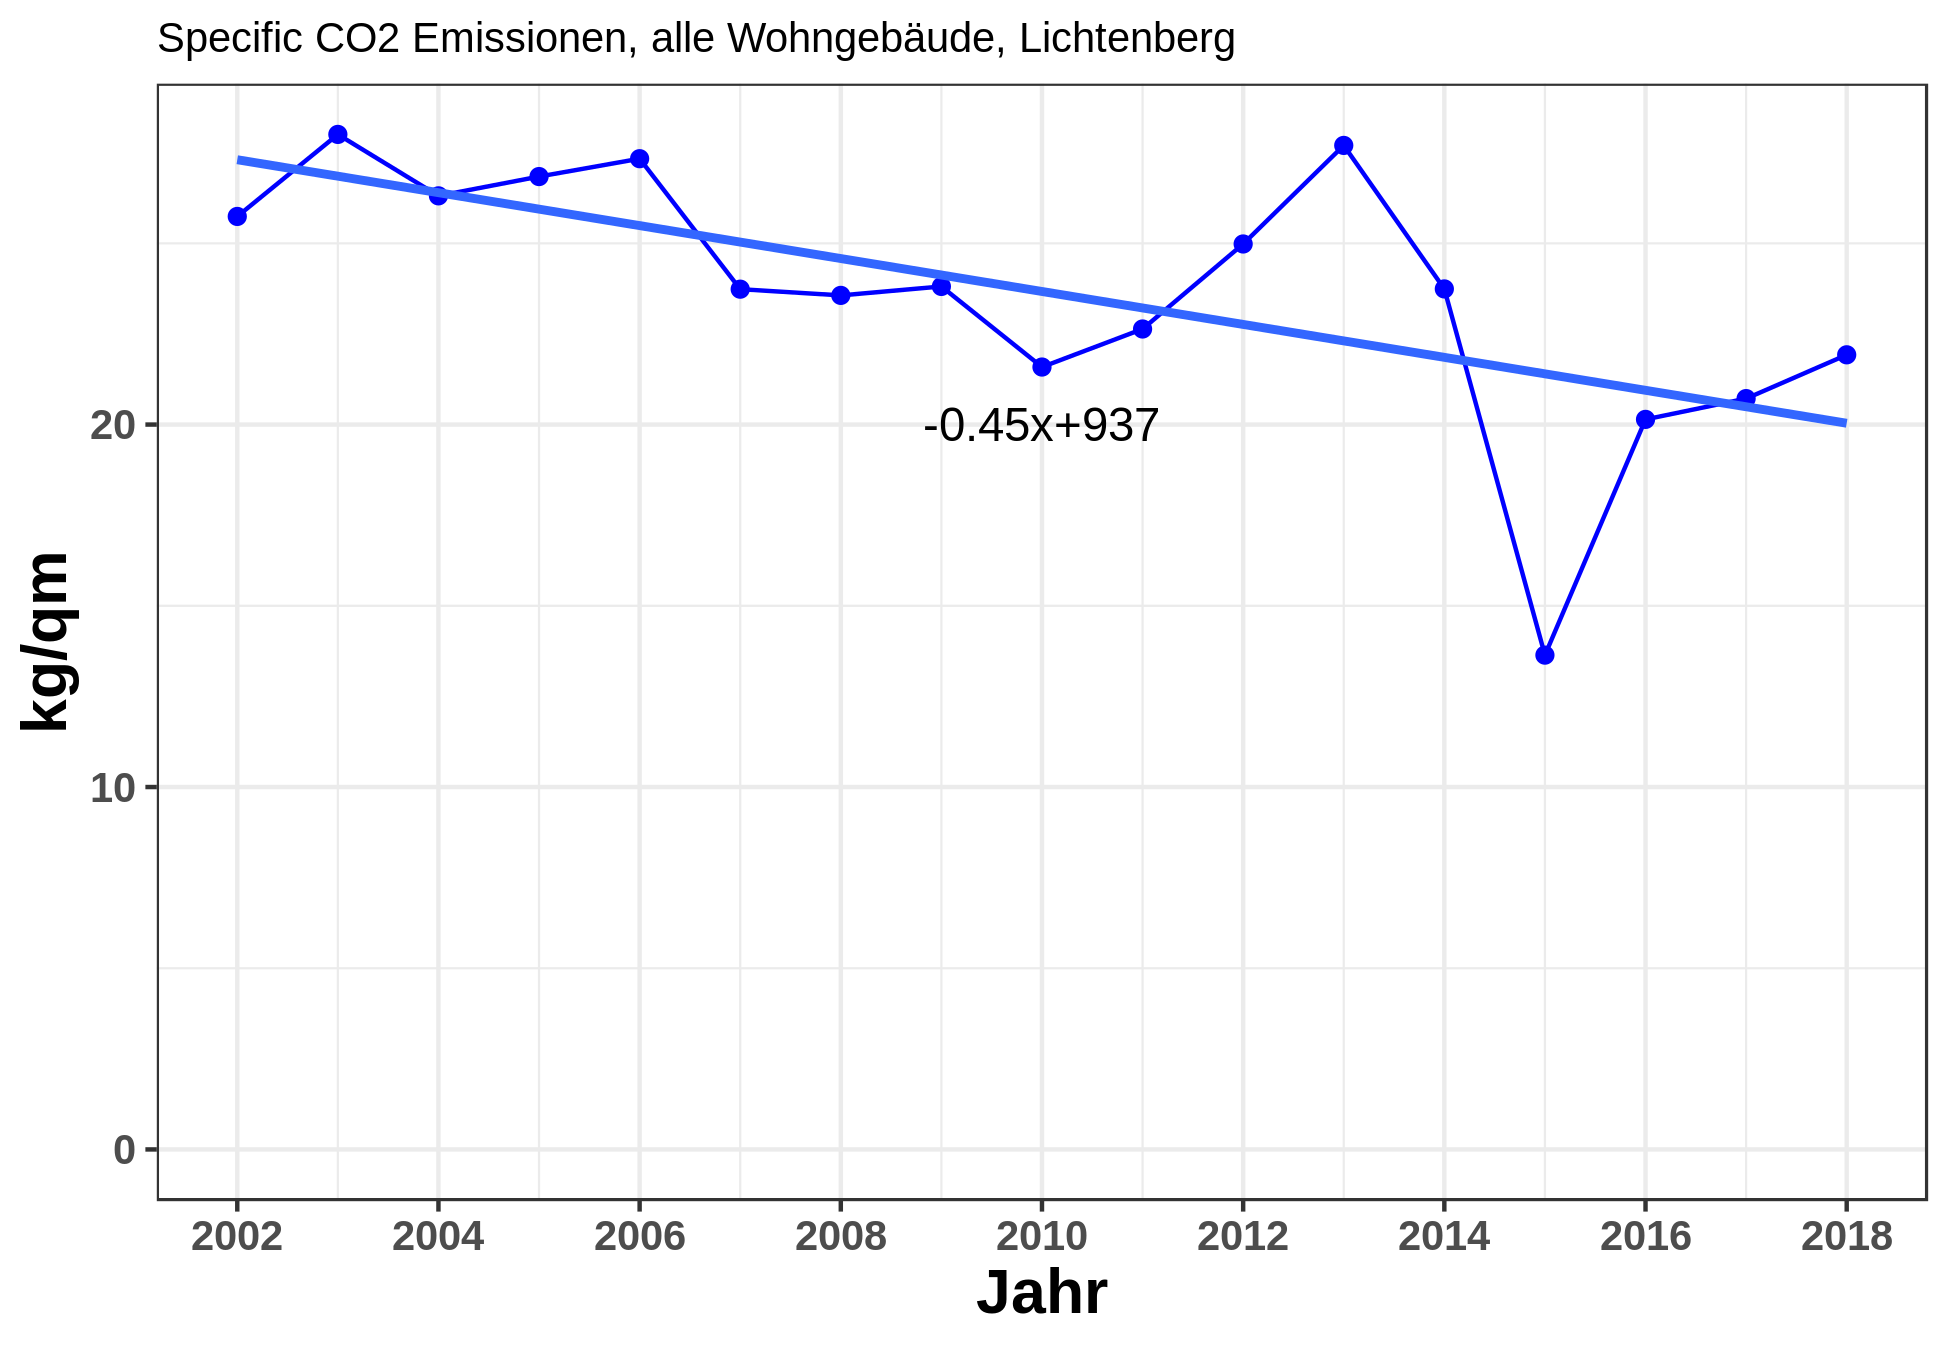 Specific CO2 Emissionen, alle Wohngebäude, Lichtenberg
kg/qm
20
10
0
-0.45x+937
2002 2004 2006 2008 2010 2012 2014 2016 2018
Jahr